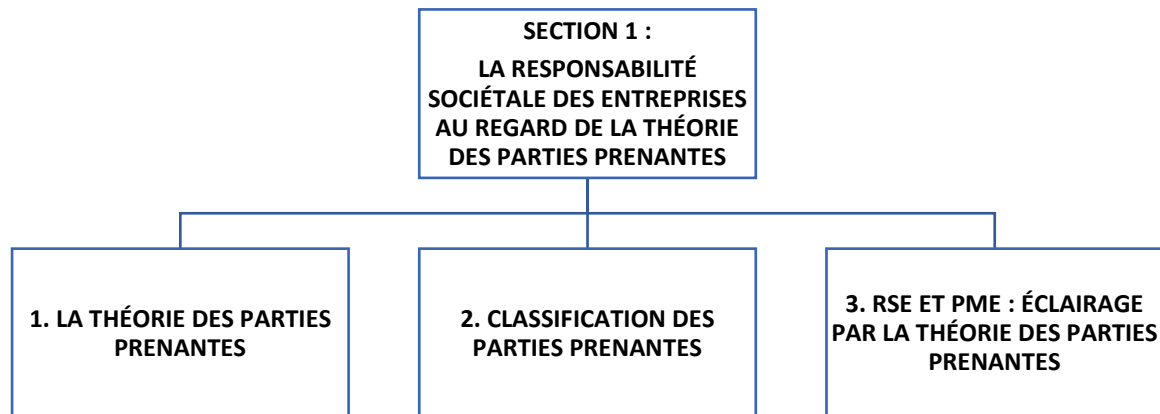 SECTION 1 :
LA RESPONSABILITÉ
SOCIÉTALE DES ENTREPRISES
AU REGARD DE LA THÉORIE
DES PARTIES PRENANTES
1. LA THÉORIE DES PARTIES
PRENANTES
2. CLASSIFICATION DES
PARTIES PRENANTES
3. RSE ET PME : ÉCLAIRAGE
PAR LA THÉORIE DES PARTIES
PRENANTES